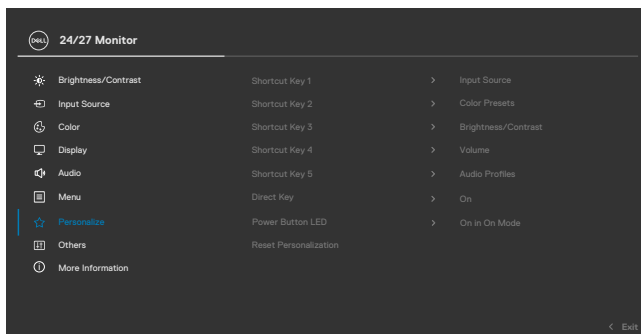 DELL 24/27 Monitor
Brightness/Contrast Shortcut Key 1 > Input Source
Input Source Shortcut Key 2 > Color Presets
Color Shortcut Key 3 > Brightness/Contrast
Display Shortcut Key 4 > Volume
Audio Shortcut Key 5 > Audio Profiles
Menu Direct Key > On
Personalize Power Button LED > On in On Mode
Others Reset Personalization
More Information
< Exit